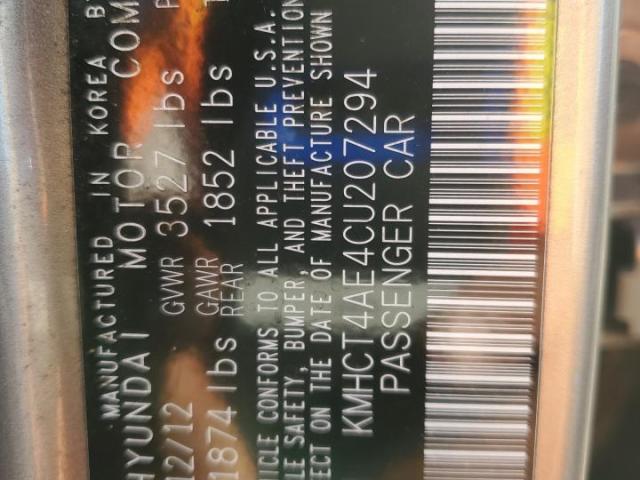 MANUFACTURED IN KOREA B
HYUNDAI MOTOR COM
12/12 GVWR 3527 lbs
1874 lbs GAWR REAR 1852 lbs
ICLE CONFORMS TO ALL APPLICABLE U.S.A.
LE SAFETY, BUMPER, AND THEFT PREVENTION
ECT ON THE DATE OF MANUFACTURE SHOWN
KMHCT4AE4CU207294
PASSENGER CAR